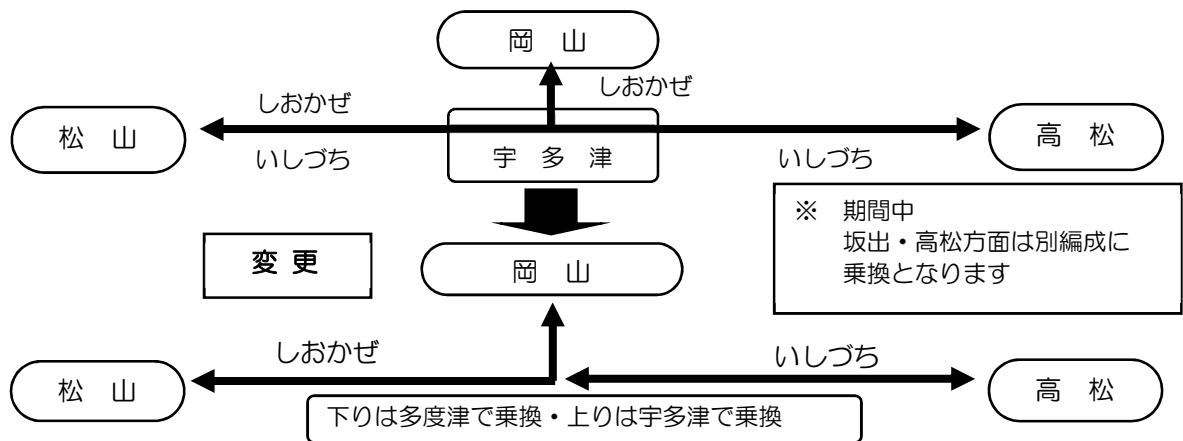 岡　山
しおかぜ
しおかぜ
松　山
宇　多　津
高　松
いしづち
いしづち
※　期間中
坂出・高松方面は別編成に
乗換となります
変 更
岡　山
しおかぜ
いしづち
松　山
高　松
下りは多度津で乗換・上りは宇多津で乗換